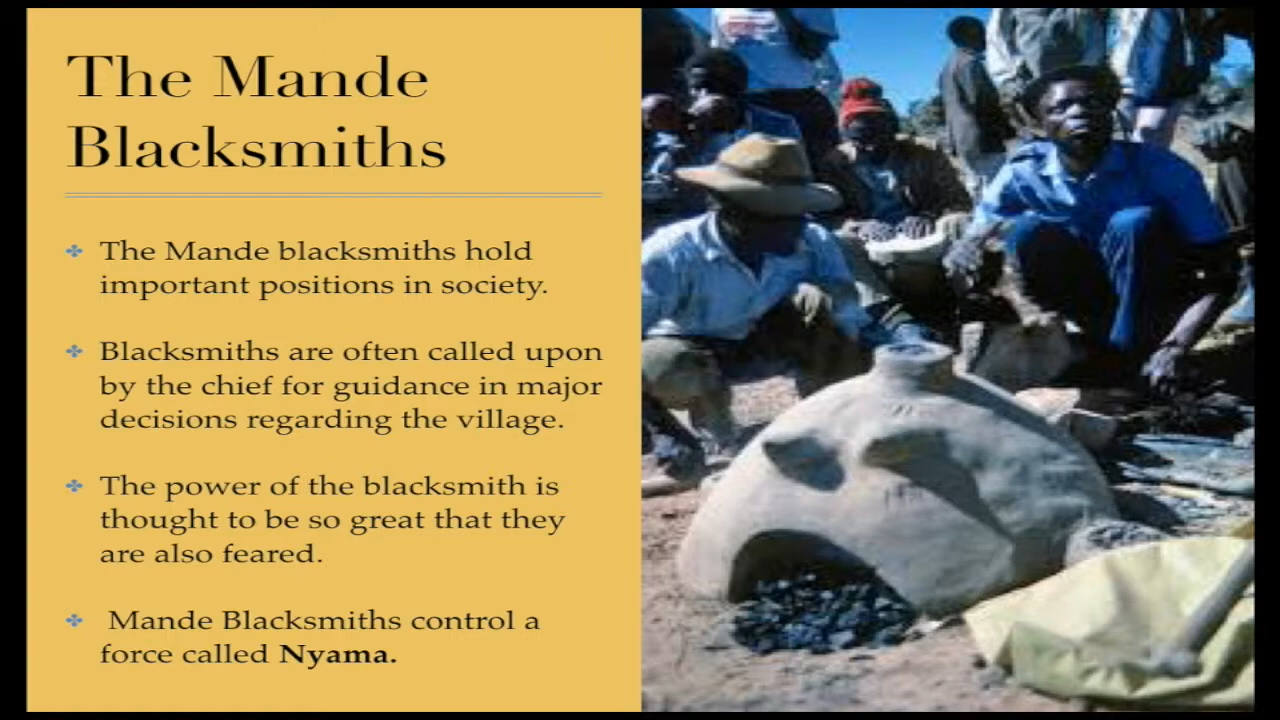 The Mande
Blacksmiths
The Mande blacksmiths hold
important positions in society.
Blacksmiths are often called upon
by the chief for guidance in major
decisions regarding the village.
The power of the blacksmith is
thought to be so great that they
are also feared.
Mande Blacksmiths control a
force called Nyama.